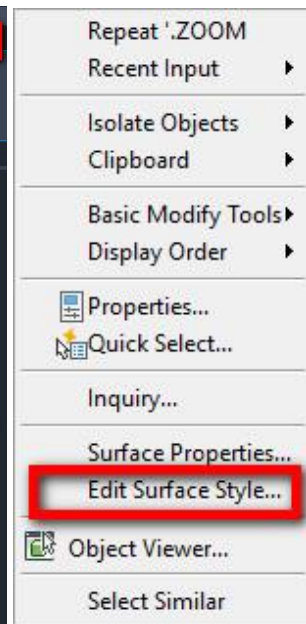 Repeat '.ZOOM
Recent Input
Isolate Objects
Clipboard
Basic Modify Tools
Display Order
Properties...
Quick Select...
Inquiry...
Surface Properties...
Edit Surface Style...
Object Viewer...
Select Similar